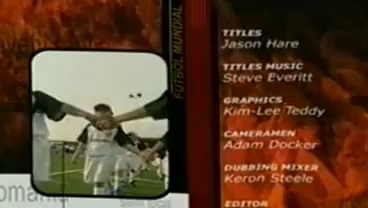 FUTBOL MUNDIAL
TITLES
Jason Hare
TITLES MUSIC
Steve Everitt
GRAPHICS
Kim-Lee Teddy
CAMERAMEN
Adam Docker
DUBBING MIXER
Keron Steele
EDITOR
omania